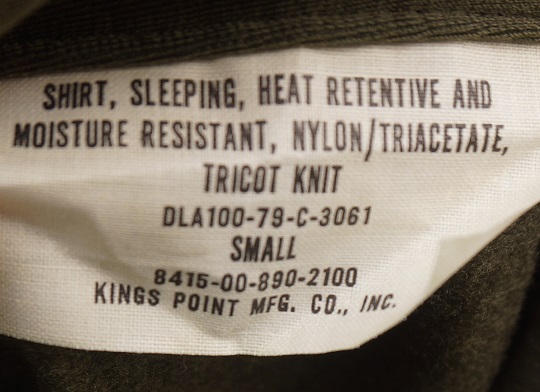 SHIRT, SLEEPING, HEAT RETENTIVE AND
MOISTURE RESISTANT, NYLON/TRIACETATE,
TRICOT KNIT
DLA100-79-C-3061
SMALL
8415-00-890-2100
KINGS POINT MFG. CO., INC.